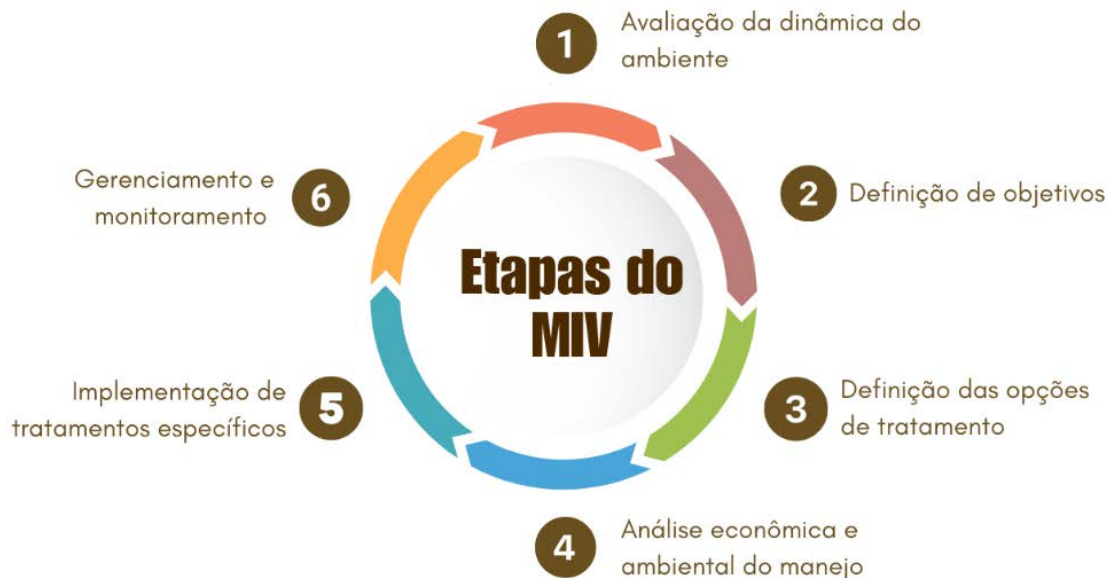 1
Avaliação da dinâmica do
ambiente
2
Definição de objetivos
3
Definição das opções
de tratamento
4
Análise econômica e
ambiental do manejo
5
Implementação de
tratamentos específicos
6
Gerenciamento e
monitoramento
Etapas do
MIV